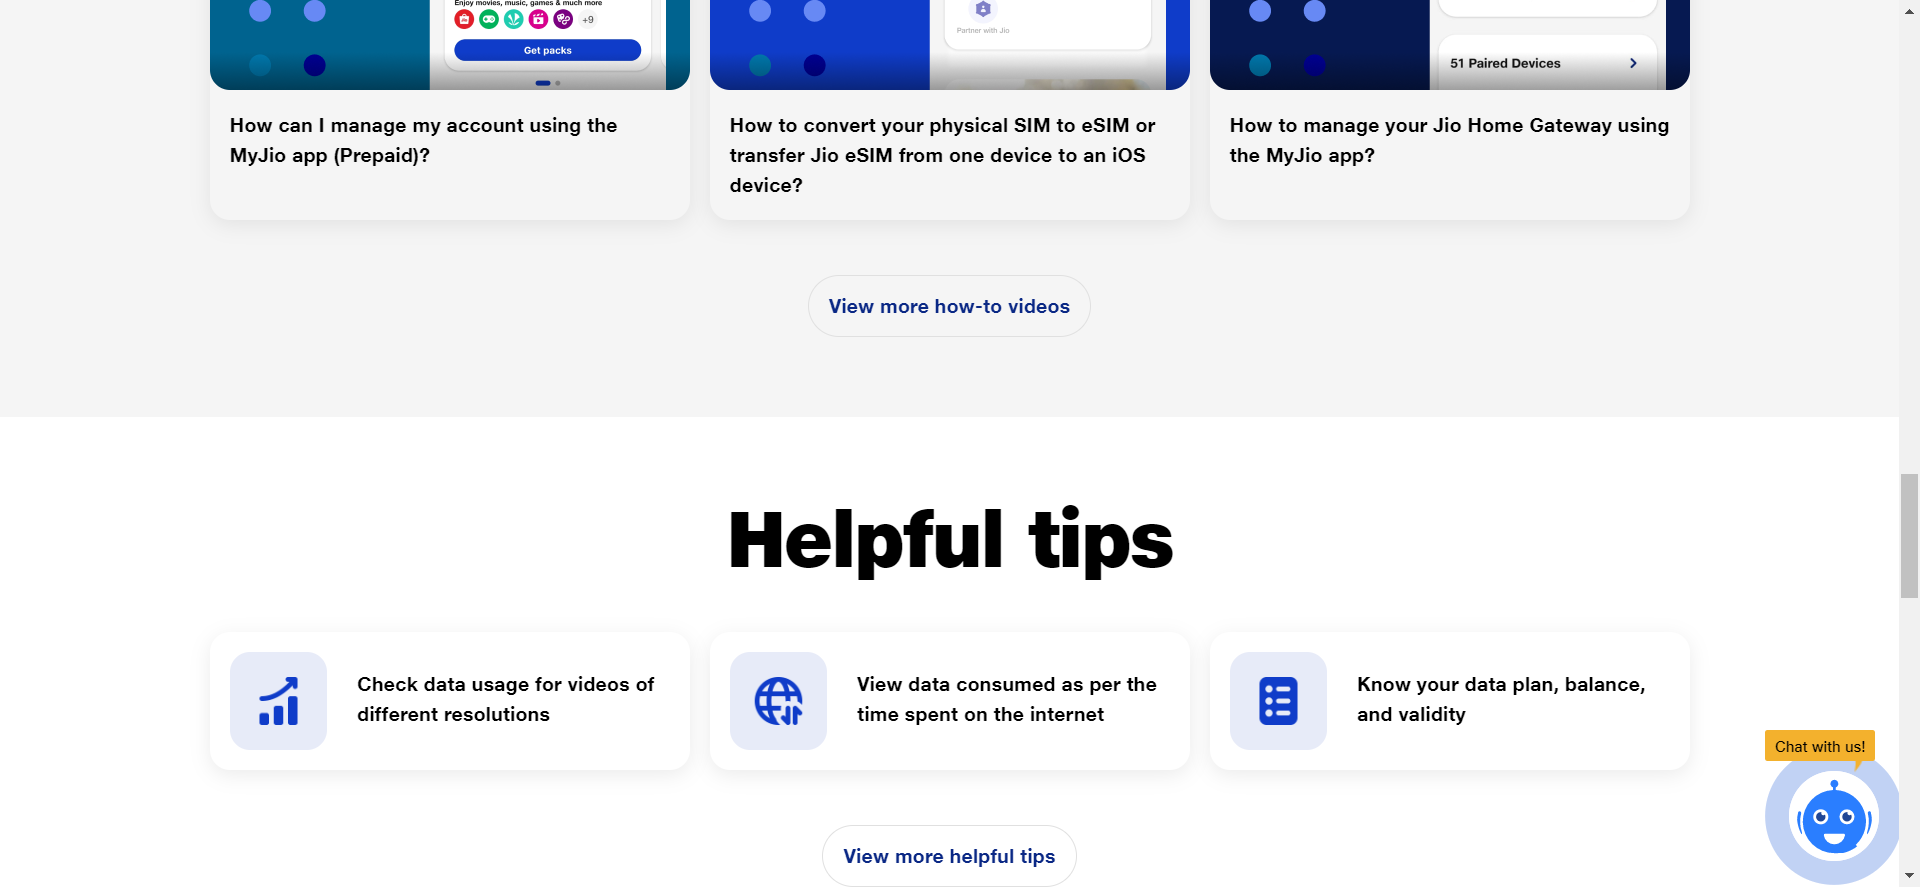 Enjoy movies, music, games & much more
+9
Get packs
Partner with Jio
51 Paired Devices
How can I manage my account using the
MyJio app (Prepaid)?
How to convert your physical SIM to eSIM or
transfer Jio eSIM from one device to an iOS
device?
How to manage your Jio Home Gateway using
the MyJio app?
View more how-to videos
Helpful tips
Check data usage for videos of
different resolutions
View data consumed as per the
time spent on the internet
Know your data plan, balance,
and validity
Chat with us!
View more helpful tips